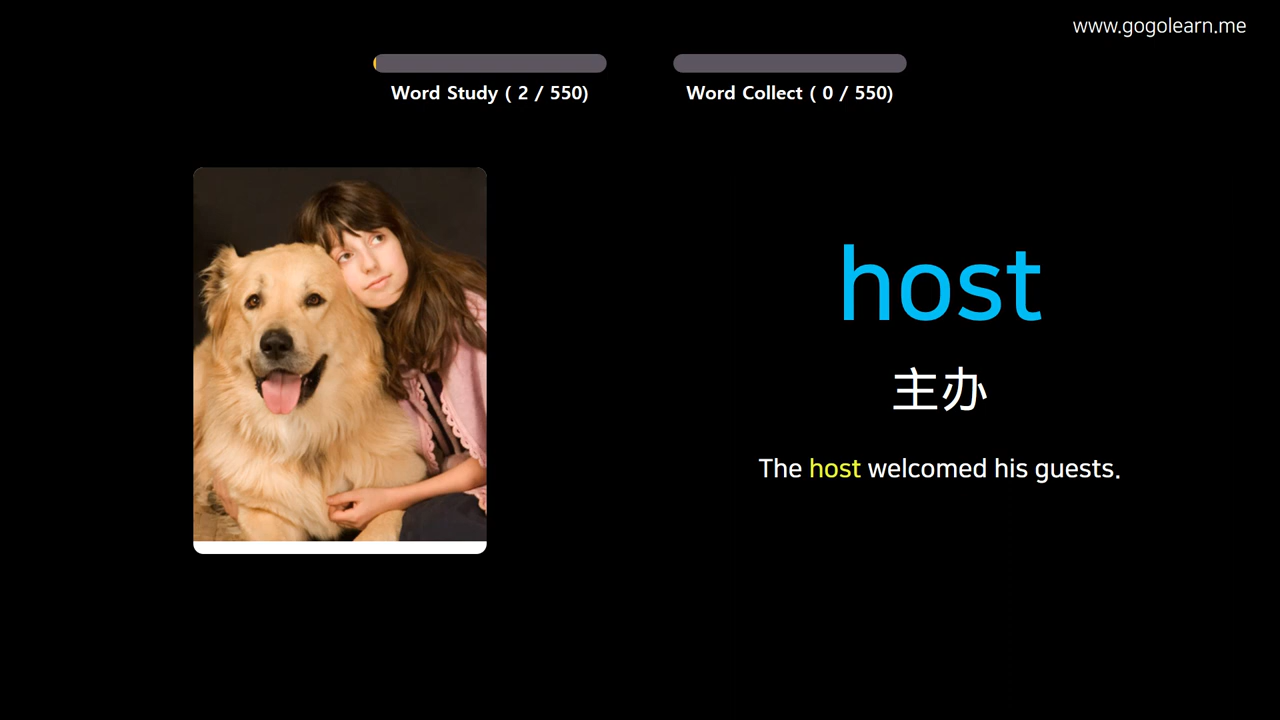 www.gogolearn.me
Word Study ( 2 / 550)
Word Collect ( 0 / 550)
host
主办
The host welcomed his guests.